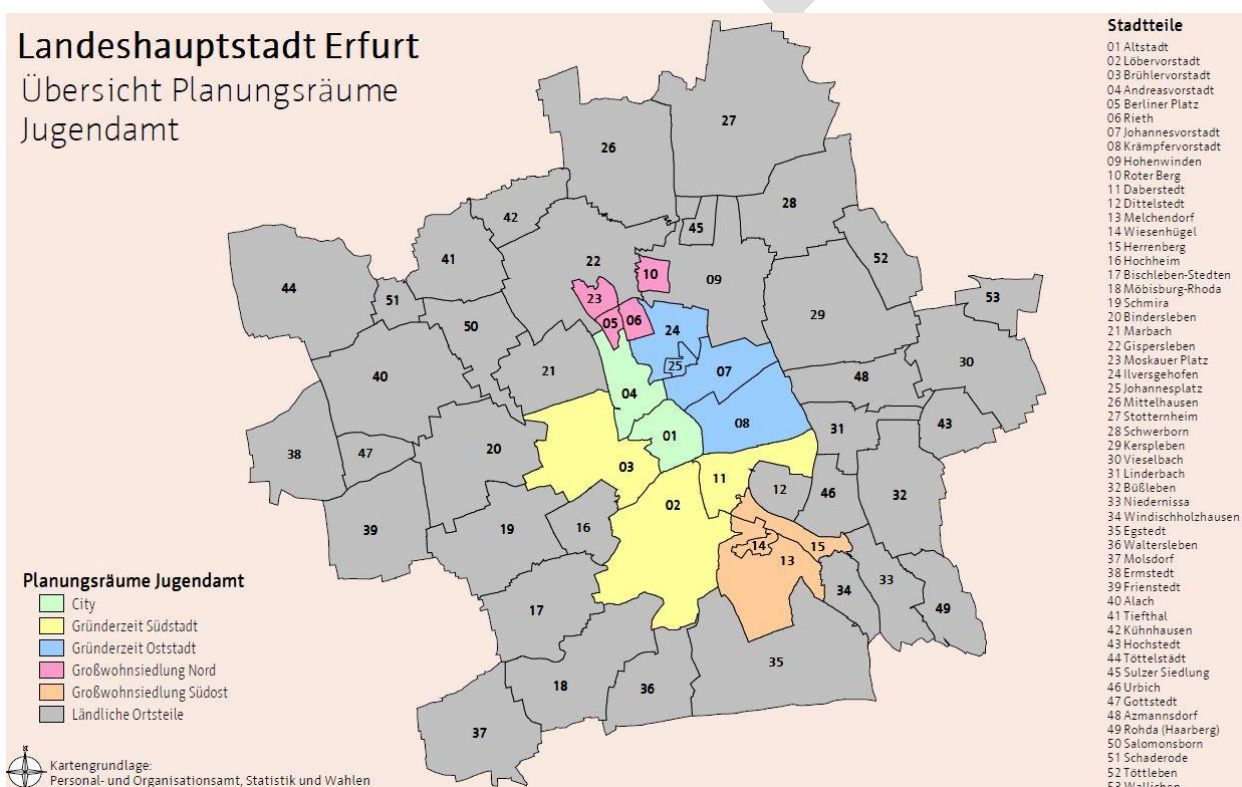 Landeshauptstadt Erfurt
Übersicht Planungsräume
Jugendamt
Stadtteile
01 Altstadt
02 Löbervorstadt
03 Brühlervorstadt
04 Andreasvorstadt
05 Berliner Platz
06 Rieth
07 Johannesvorstadt
08 Krämpfervorstadt
09 Hohenwinden
10 Roter Berg
11 Daberstedt
12 Dittelstedt
13 Melchendorf
14 Wiesenhügel
15 Herrenberg
16 Hochheim
17 Bischleben-Stedten
18 Möbisburg-Rhoda
19 Schmira
20 Bindersleben
21 Marbach
22 Gispersleben
23 Moskauer Platz
24 Ilversgehofen
25 Johannesplatz
26 Mittelhausen
27 Stotternheim
28 Schwerborn
29 Kerspleben
30 Vieselbach
31 Linderbach
32 Büßleben
33 Niedernissa
34 Windischholzhausen
35 Egstedt
36 Waltersleben
37 Molsdorf
38 Ermstedt
39 Frienstedt
40 Alach
41 Tiefthal
42 Kühnhausen
43 Hochstedt
44 Töttelstädt
45 Sulzer Siedlung
46 Urbich
47 Gottstedt
48 Azmannsdorf
49 Rohda (Haarberg)
50 Salomonsborn
51 Schaderode
52 Töttleben
53 Wallichen
27
26
28
42
45
41
22
52
44
10
09
51
23
53
05
06
24
50
29
25
21
07
30
40
48
04
08
43
01
31
38
47
20
03
11
12
46
32
02
39
19
16
14
15
13
34
33
17
49
35
18
36
37
Planungsräume Jugendamt
City
Gründerzeit Südstadt
Gründerzeit Oststadt
Großwohnsiedlung Nord
Großwohnsiedlung Südost
Ländliche Ortsteile
N
Kartengrundlage:
Personal- und Organisationsamt, Statistik und Wahlen